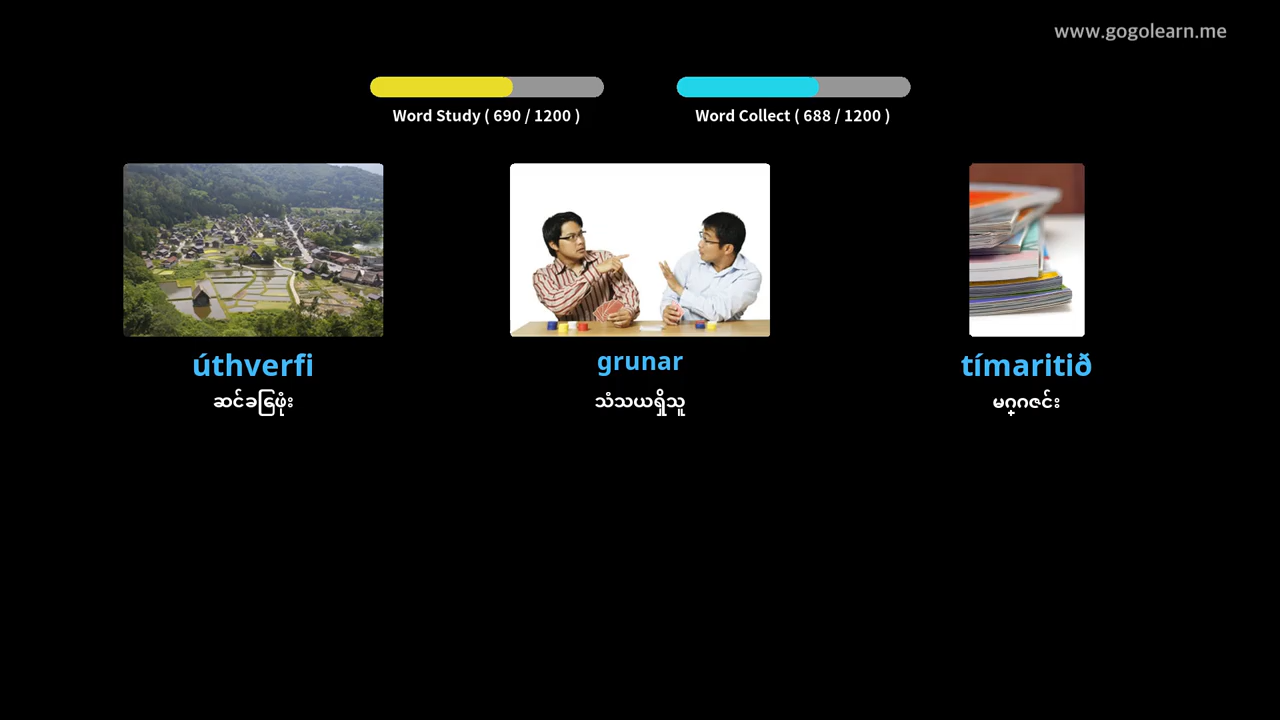 www.gogolearn.me
Word Study ( 690 / 1200 )
Word Collect ( 688 / 1200 )
úthverfi
grunar
tímaritið
ဆင်ခြေဖုံး
သံသယရှိသူ
မဂ္ဂဇင်း